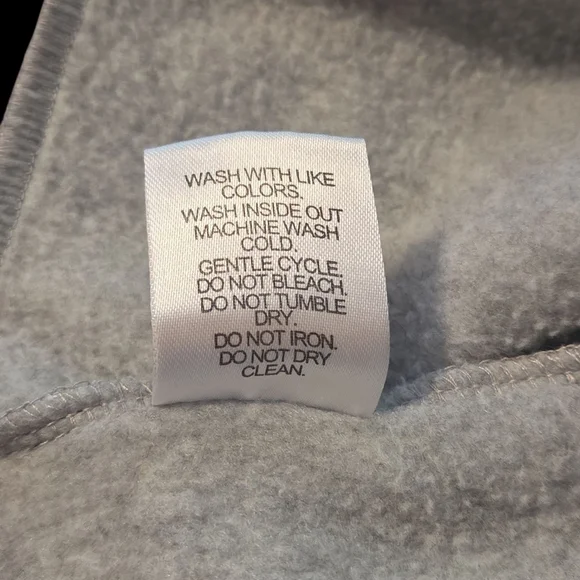 WASH WITH LIKE
COLORS.
WASH INSIDE OUT
MACHINE WASH
COLD.
GENTLE CYCLE.
DO NOT BLEACH.
DO NOT TUMBLE
DRY.
DO NOT IRON.
DO NOT DRY
CLEAN.